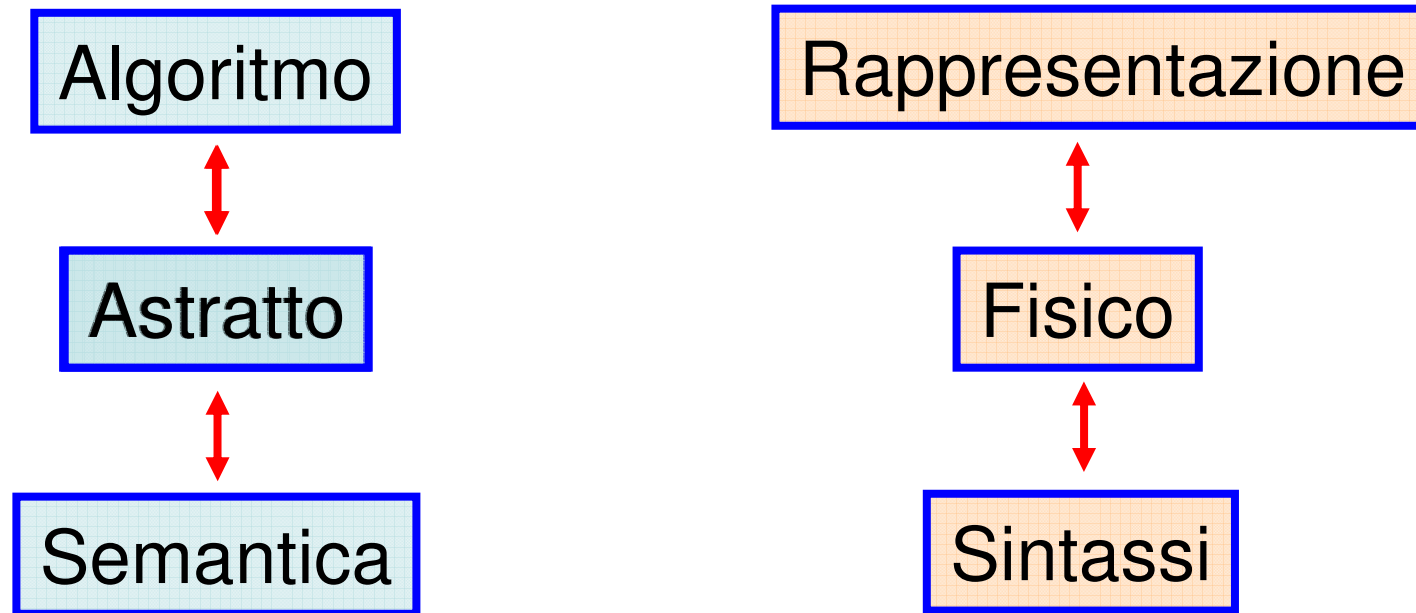 Algoritmo
Rappresentazione
Astratto
Fisico
Semantica
Sintassi